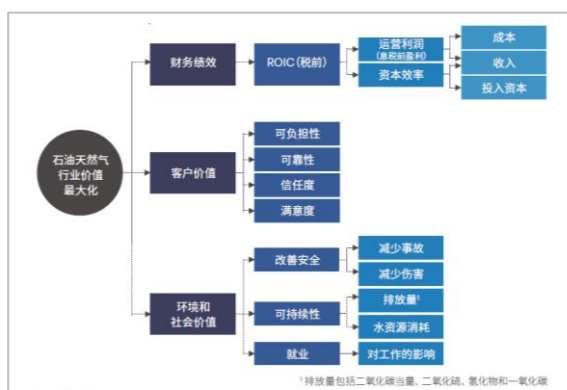 石油天然气
行业价值
最大化
财务绩效
ROIC（税前）
运营利润
（息税前盈利）
资本效率
成本
收入
投入资本
客户价值
可负担性
可靠性
信任度
满意度
环境和
社会价值
改善安全
减少事故
减少伤害
可持续性
排放量¹
水资源消耗
就业
对工作的影响
¹排放量包括二氧化碳当量、二氧化硫、氢化物和一氧化碳